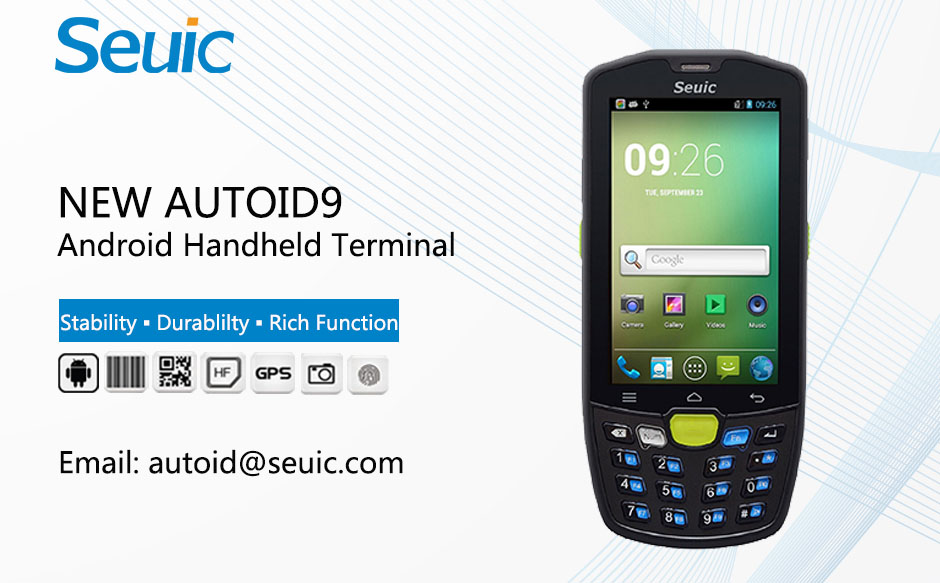 Seuic
NEW AUTOID9
Android Handheld Terminal
Stability ▪ Durablilty ▪ Rich Function
HF
GPS
Email: autoid@seuic.com
Seuic
09:26
09:26
TUE, SEPTEMBER 23
Google
Camera Gallery Videos Music
Num Fn
1 2 3 .
4 5 6 0
7 8 9 #